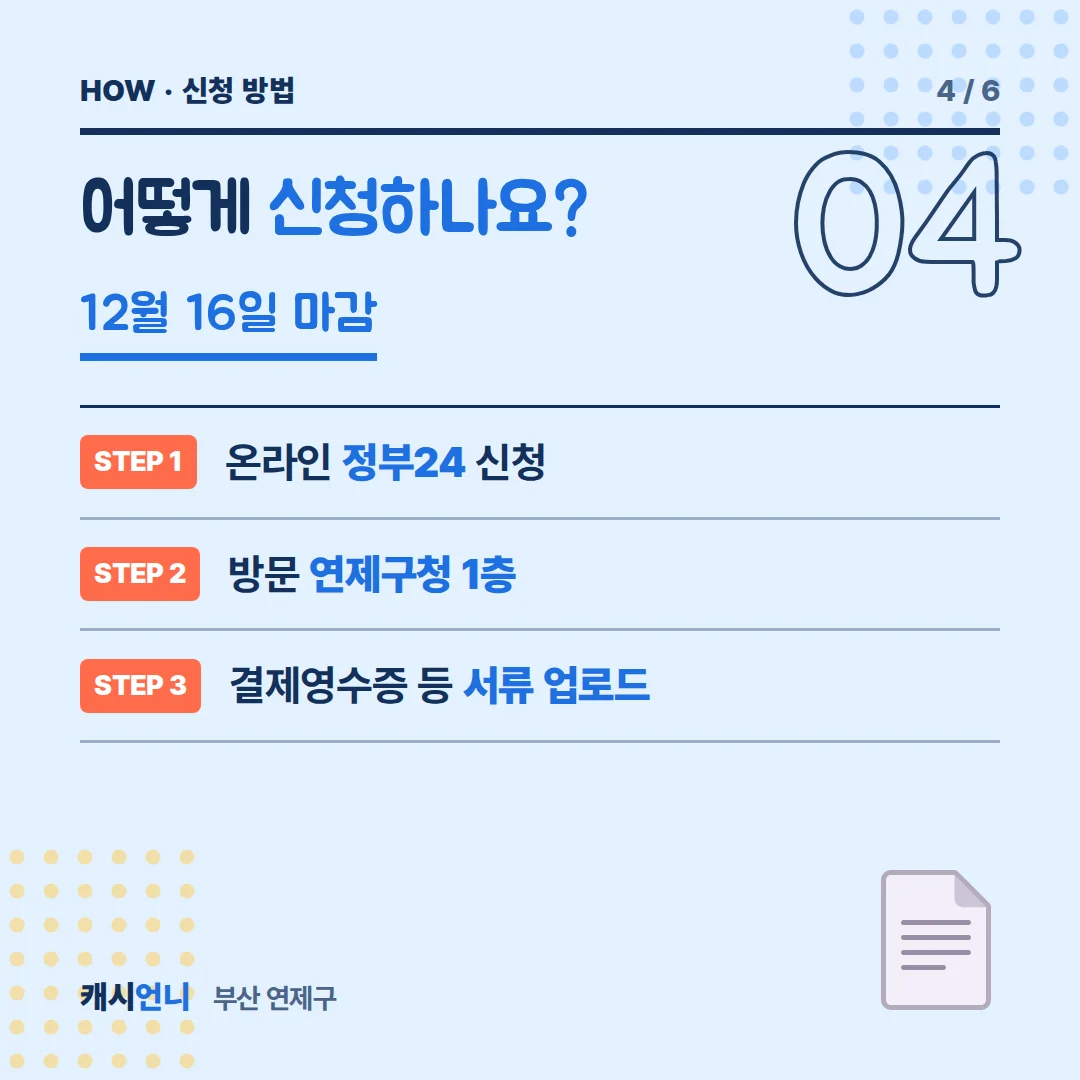 HOW · 신청 방법
4 / 6
04
어떻게 신청하나요?
12월 16일 마감
STEP 1 온라인 정부24 신청
STEP 2 방문 연제구청 1층
STEP 3 결제영수증 등 서류 업로드
캐시언니 부산 연제구